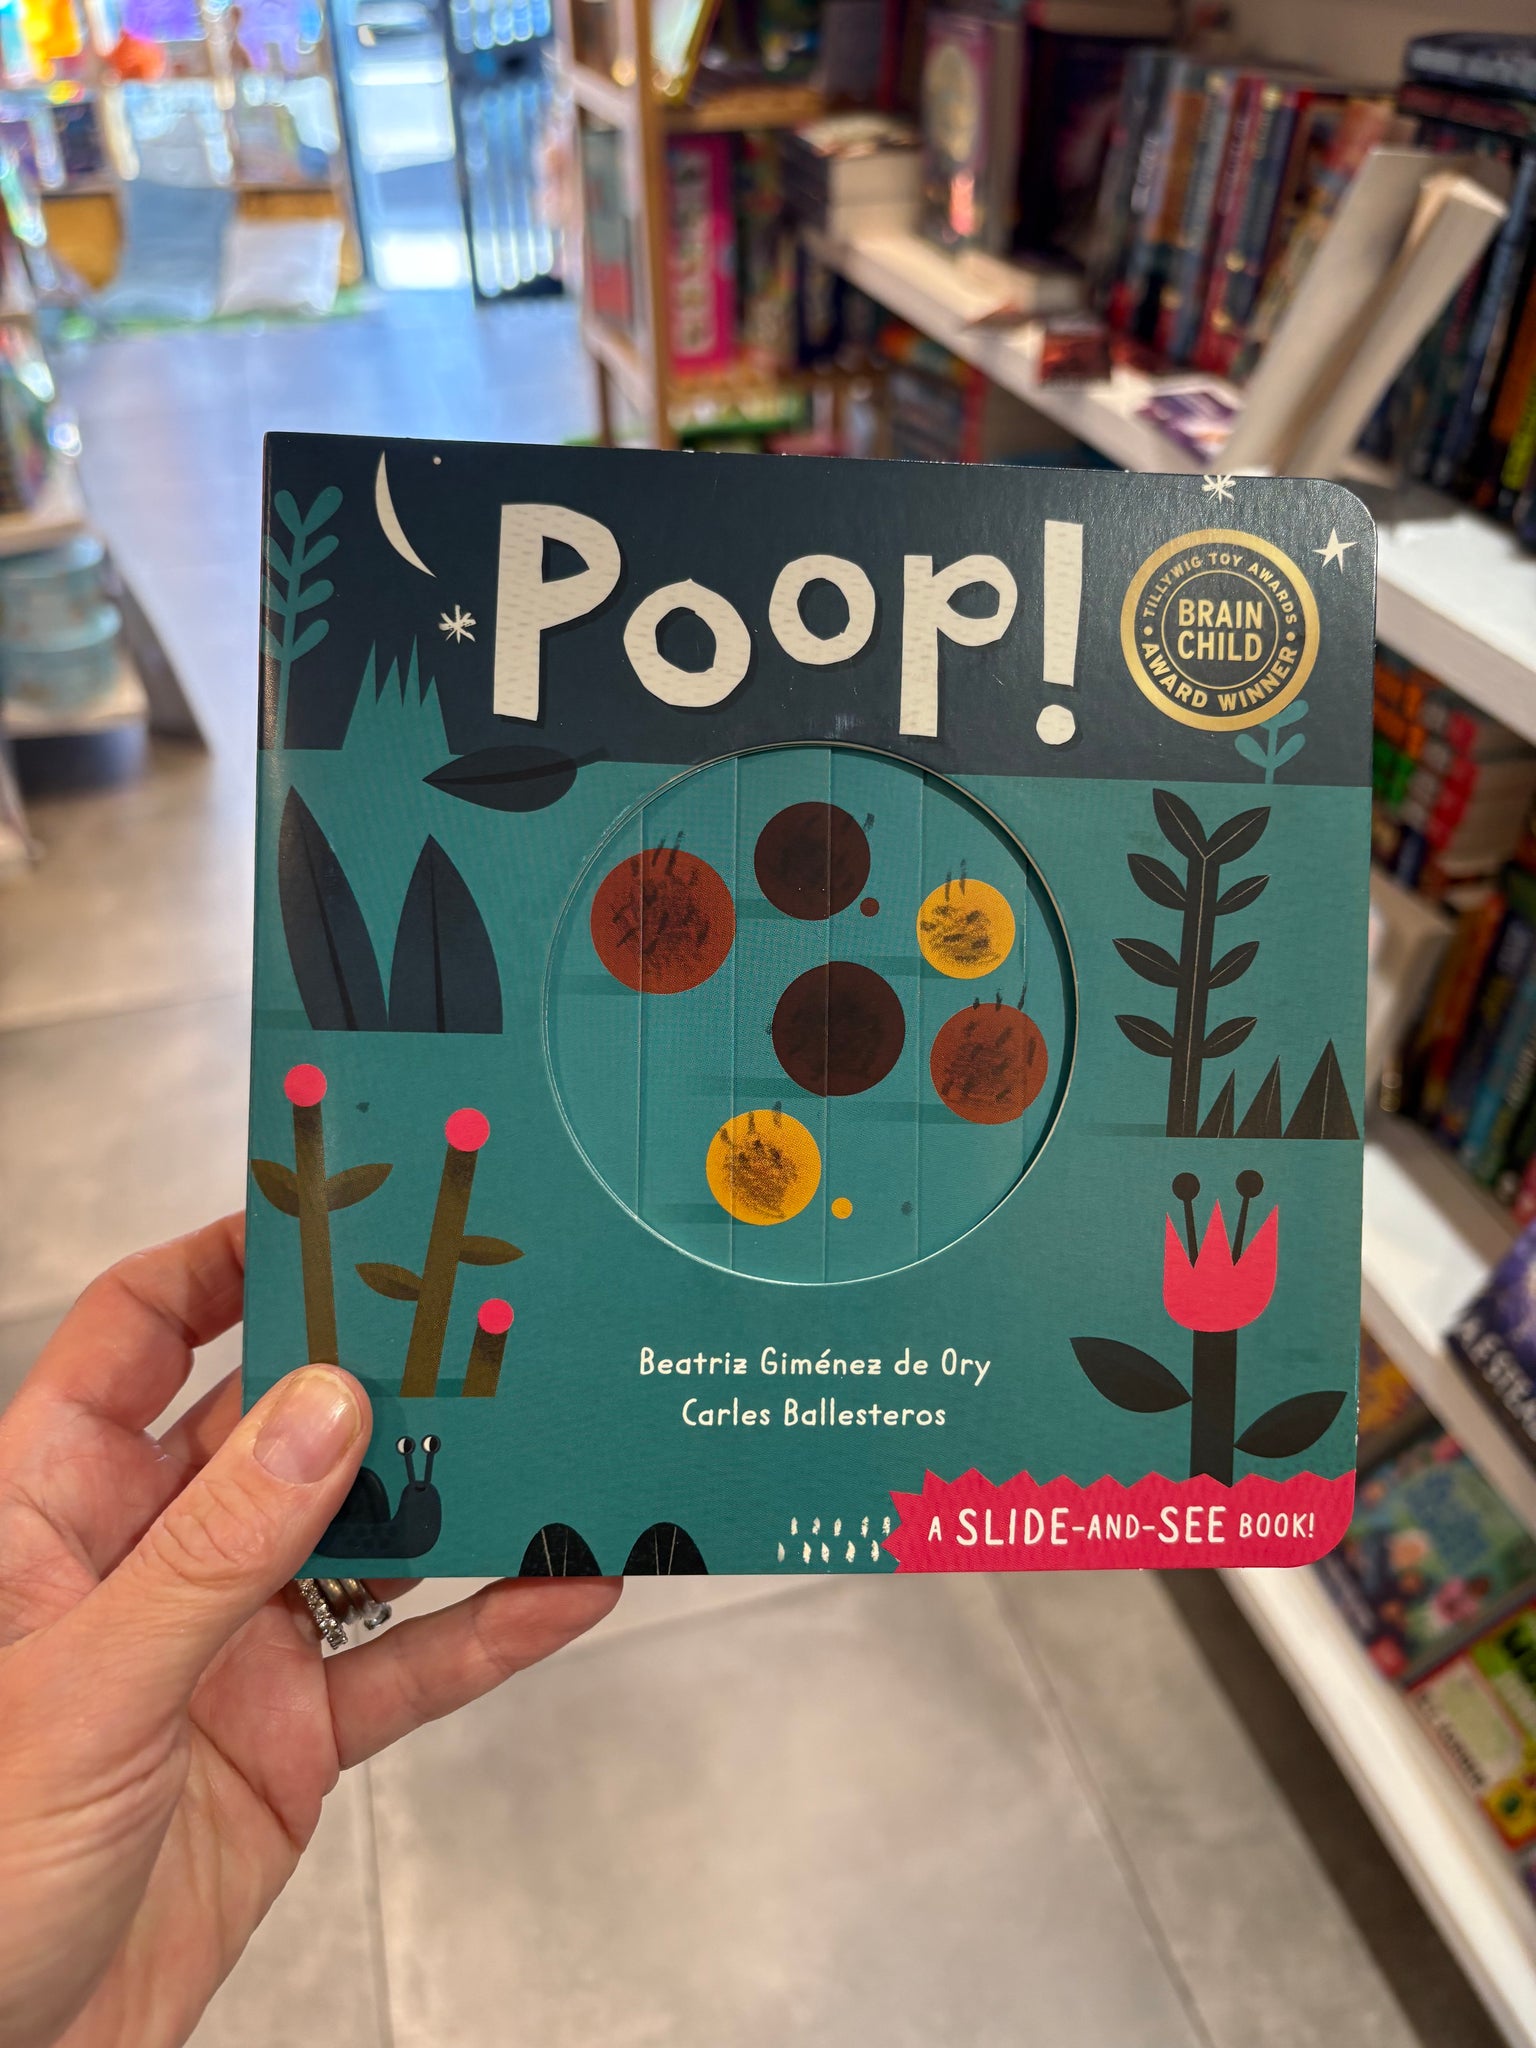 Poop!
TILLYWIG TOY AWARDS
BRAIN
CHILD
AWARD WINNER
Beatriz Giménez de Ory
Carles Ballesteros
A SLIDE-AND-SEE BOOK!